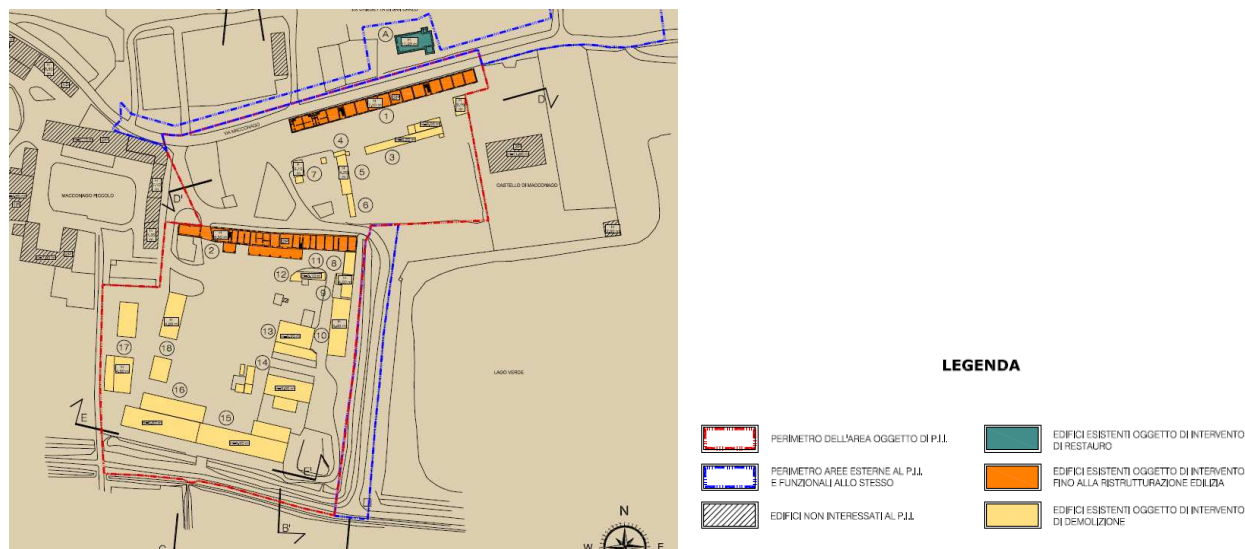 A
VIA MACCONAGO
1
D
3
4
5
6
7
CASTELLO DI MACCONAGO
MACCONAGO PICCOLO
D'
2
11
8
12
9
13
10
14
17
18
16
15
LAGO VERDE
E
E'
B'
C
N
W
E
LEGENDA
PERIMETRO DELL'AREA OGGETTO DI P.I.I.
PERIMETRO AREE ESTERNE AL P.I.I.
E FUNZIONALI ALLO STESSO
EDIFICI NON INTERESSATI AL P.I.I.
EDIFICI ESISTENTI OGGETTO DI INTERVENTO
DI RESTAURO
EDIFICI ESISTENTI OGGETTO DI INTERVENTO
FINO ALLA RISTRUTTURAZIONE EDILIZIA
EDIFICI ESISTENTI OGGETTO DI INTERVENTO
DI DEMOLIZIONE